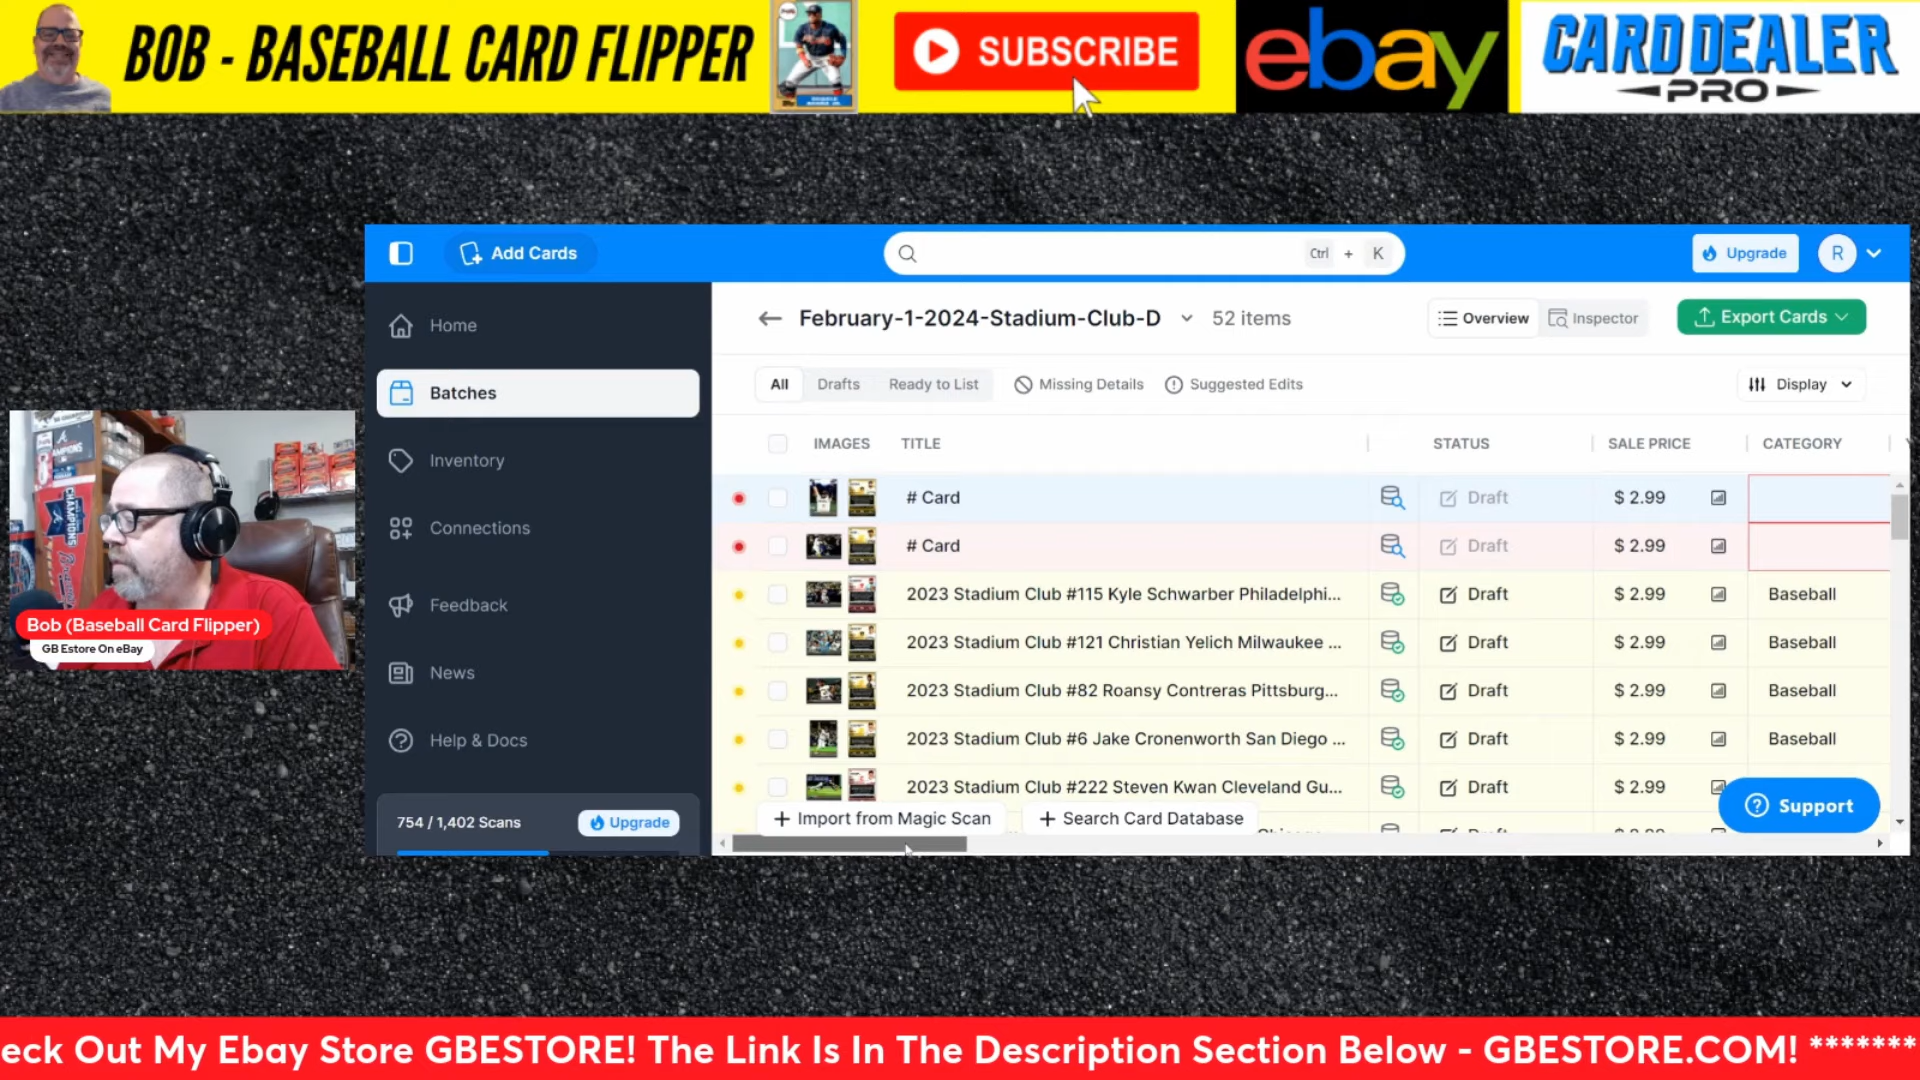 BOB - BASEBALL CARD FLIPPER
SUBSCRIBE
ebay
CARD DEALER
PRO
Add Cards
Ctrl + K
Upgrade
R
Home
Batches
Inventory
Connections
Feedback
News
Help & Docs
754 / 1,402 Scans
Upgrade
February-1-2024-Stadium-Club-D
52 items
Overview
Inspector
Export Cards
All
Drafts
Ready to List
Missing Details
Suggested Edits
Display
IMAGES TITLE STATUS SALE PRICE CATEGORY
# Card Draft $ 2.99
# Card Draft $ 2.99
2023 Stadium Club #115 Kyle Schwarber Philadelphi... Draft $ 2.99 Baseball
2023 Stadium Club #121 Christian Yelich Milwaukee ... Draft $ 2.99 Baseball
2023 Stadium Club #82 Roansy Contreras Pittsburg... Draft $ 2.99 Baseball
2023 Stadium Club #6 Jake Cronenworth San Diego ... Draft $ 2.99 Baseball
2023 Stadium Club #222 Steven Kwan Cleveland Gu... Draft $ 2.99
+ Import from Magic Scan
+ Search Card Database
Support
CHAMPIONS
Bob (Baseball Card Flipper)
GB Estore On eBay
eck Out My Ebay Store GBESTORE! The Link Is In The Description Section Below - GBESTORE.COM! *******